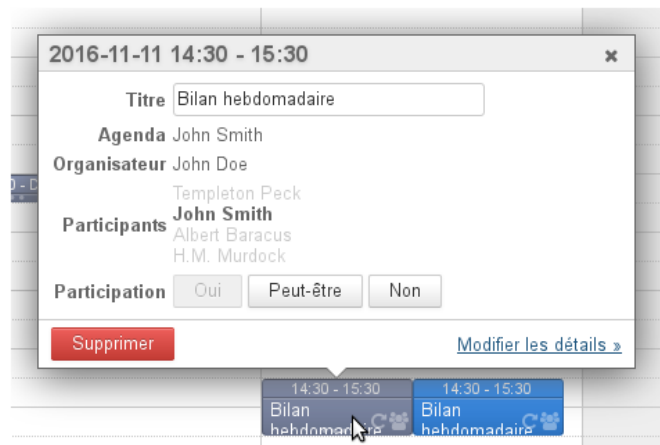 2016-11-11 14:30 - 15:30
Titre Bilan hebdomadaire
Agenda John Smith
Organisateur John Doe
Templeton Peck
Participants John Smith
Albert Baracus
H.M. Murdock
Participation Oui Peut-être Non
Supprimer Modifier les détails »
14:30 - 15:30 14:30 - 15:30
Bilan Bilan
hebdomadaire hebdomadaire